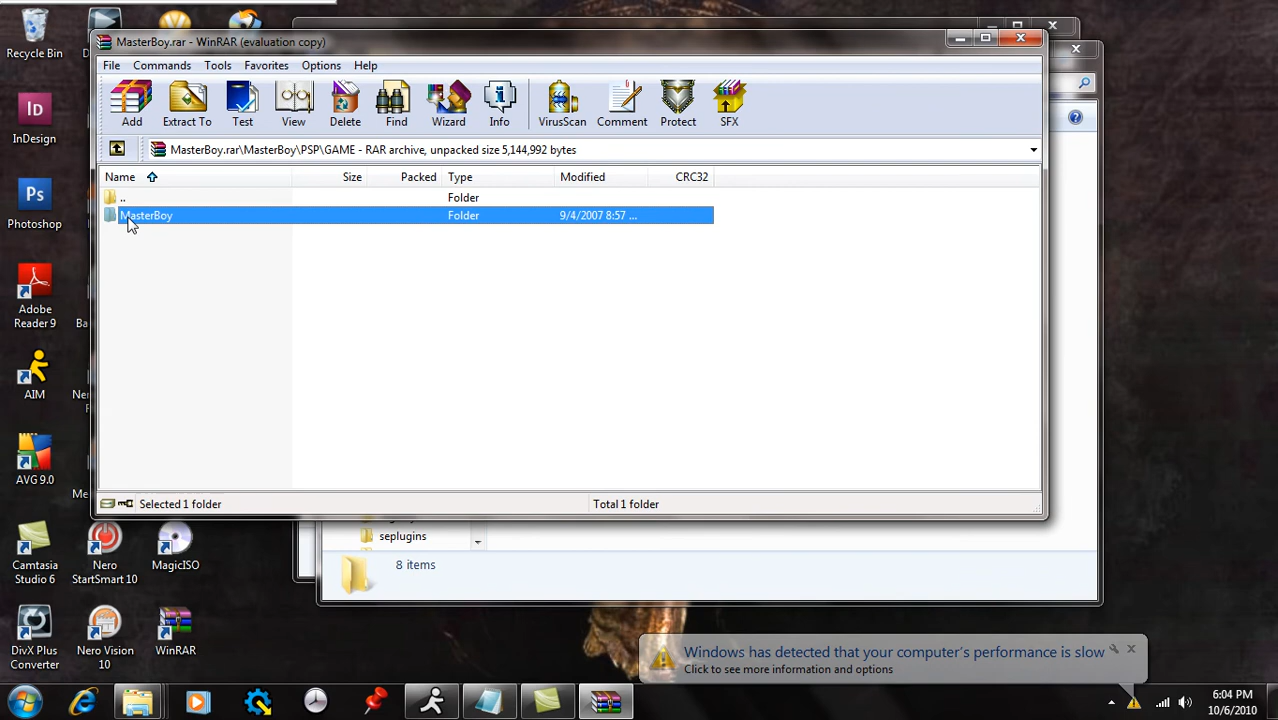 Recycle Bin
InDesign
Photoshop
Adobe
Reader 9
AIM
AVG 9.0
Camtasia
Studio 6
Nero
StartSmart 10
MagicISO
DivX Plus
Converter
Nero Vision
10
WinRAR
MasterBoy.rar - WinRAR (evaluation copy)
File Commands Tools Favorites Options Help
Add Extract To Test View Delete Find Wizard Info VirusScan Comment Protect SFX
MasterBoy.rar\MasterBoy\PSP\GAME - RAR archive, unpacked size 5,144,992 bytes
Name Size Packed Type Modified CRC32
.. Folder
MasterBoy Folder 9/4/2007 8:57 ...
Selected 1 folder Total 1 folder
seplugins
8 items
Windows has detected that your computer's performance is slow
Click to see more information and options
6:04 PM
10/6/2010